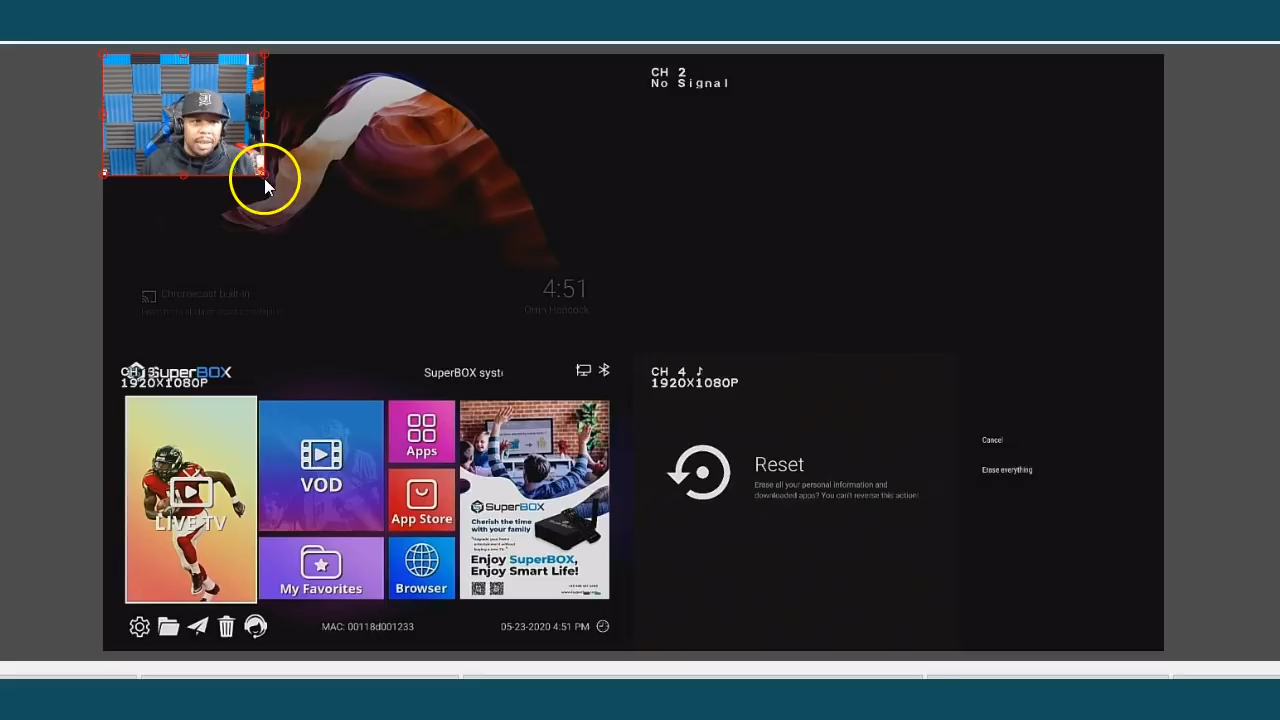 CH 2
No Signal
Chromecast built-in
4:51
SuperBOX
1920X1080P
SuperBOX syst
LIVE TV
VOD
My Favorites
Apps
App Store
Browser
SuperBOX
Cherish the time
with your family
Enjoy SuperBOX,
Enjoy Smart Life!
MAC: 00118d001233
05-23-2020 4:51 PM
CH 4 ♪
1920X1080P
Reset
Erase all your personal information and
downloaded apps? You can't reverse this action!
Cancel
Erase everything